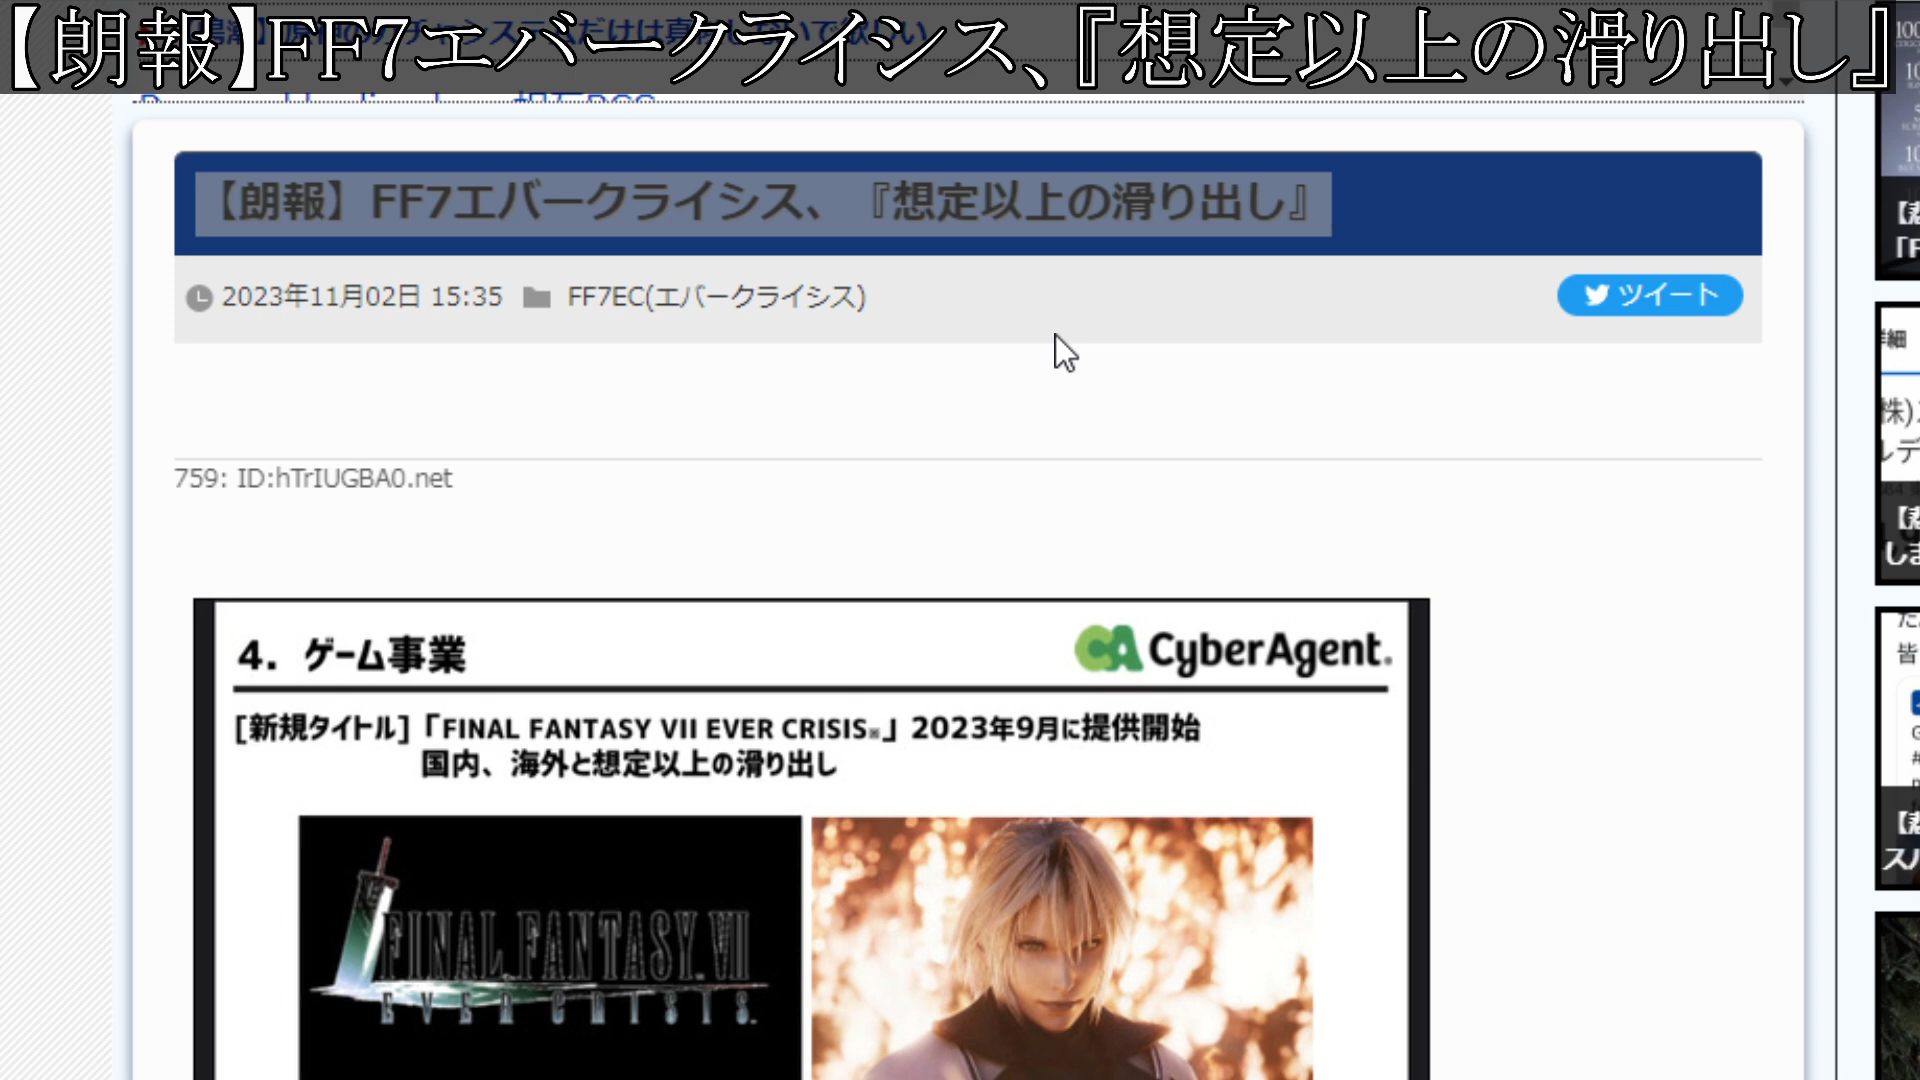 【朗報】FF7エバークライシス、『想定以上の滑り出し』
【朗報】FF7エバークライシス、『想定以上の滑り出し』
2023年11月02日 15:35 FF7EC(エバークライシス) ツイート
759: ID:hTrIUGBA0.net
4. ゲーム事業
CyberAgent.
[新規タイトル]「FINAL FANTASY VII EVER CRISIS※」2023年9月に提供開始
国内、海外と想定以上の滑り出し
FINAL FANTASY VII
EVER CRISIS